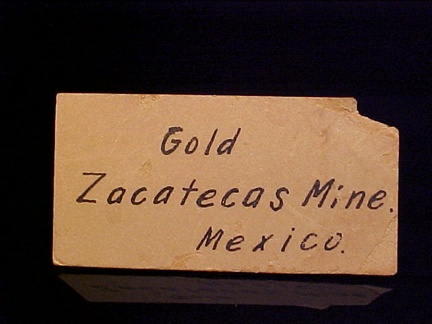 Gold
Zacatecas Mine.
Mexico.